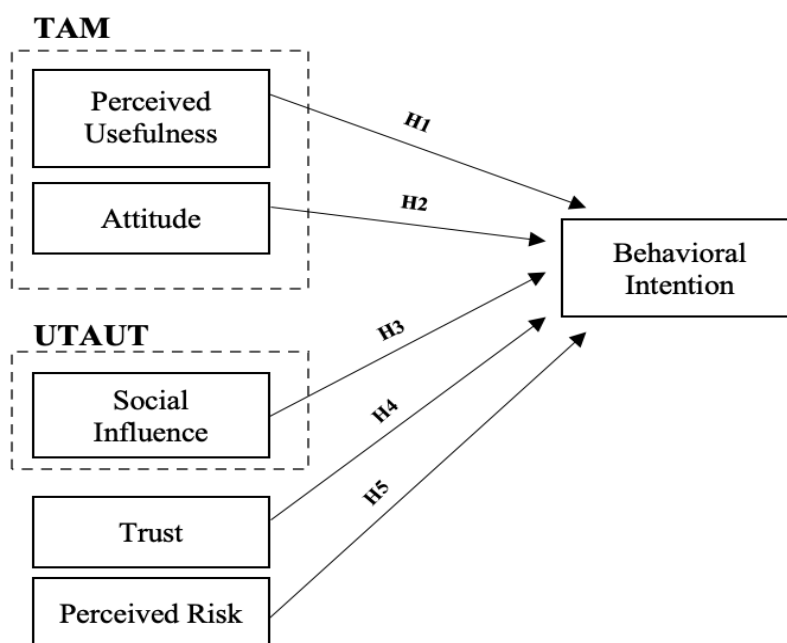 TAM
Perceived
Usefulness
H1
Attitude
H2
Behavioral
Intention
UTAUT
H3
Social
Influence
H4
Trust
H5
Perceived Risk